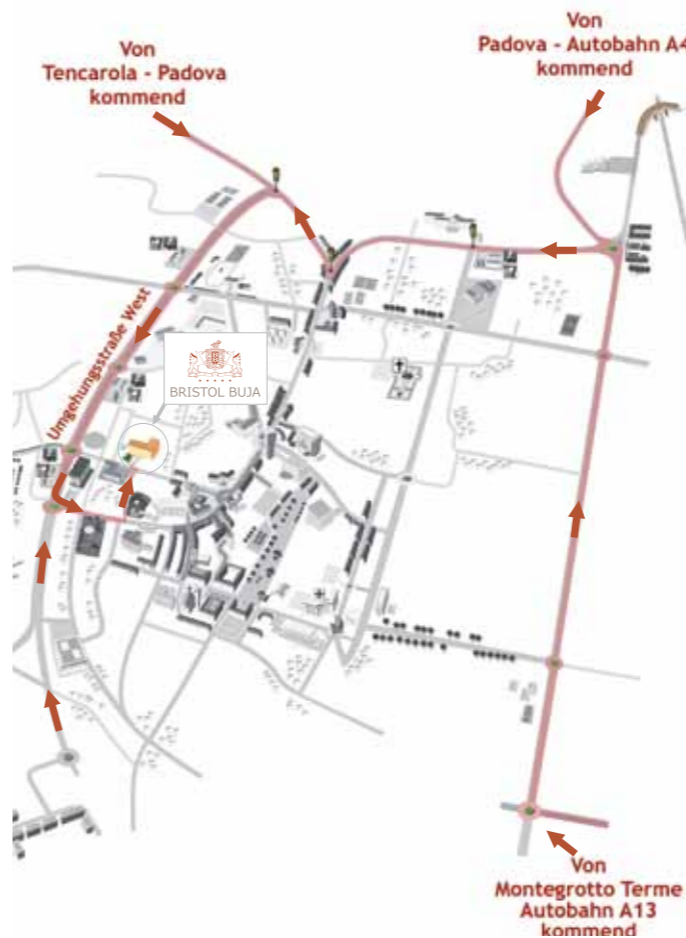 Von
Tencarola - Padova
kommend
Von
Padova - Autobahn A4
kommend
Umgehungsstraße West
BRISTOL BUJA
Von
Montegrotto Terme
Autobahn A13
kommend